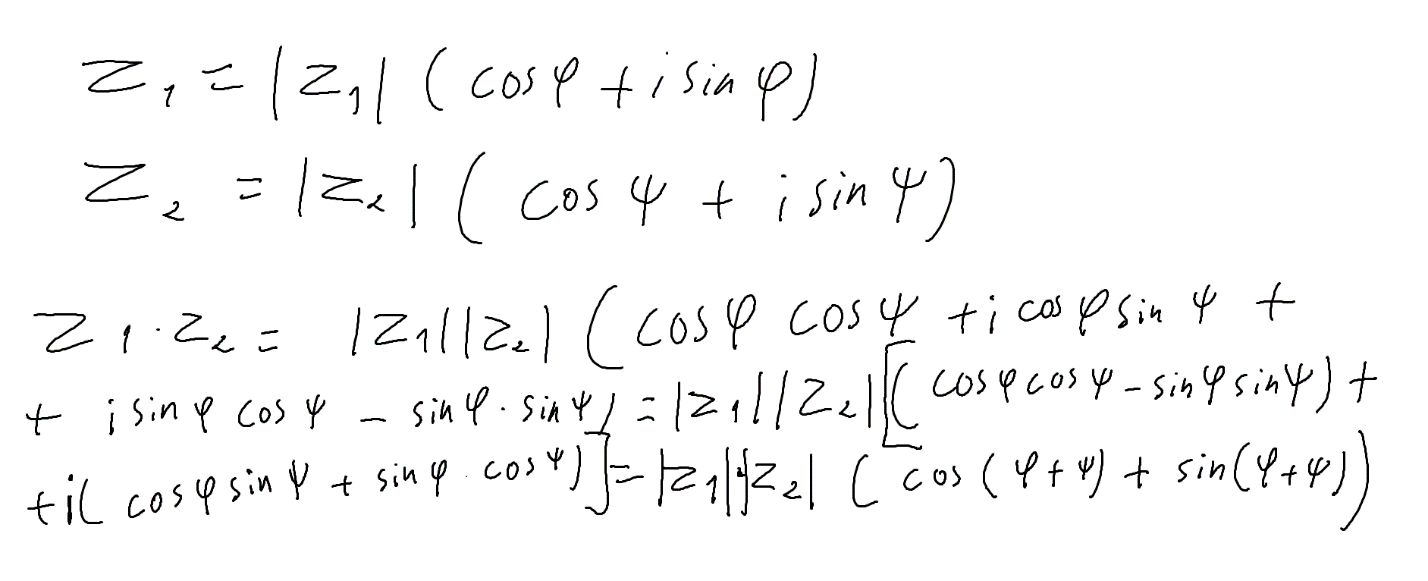 z₁ = |z₁| (cos φ + i sin φ)
z₂ = |z₂| (cos ψ + i sin ψ)
z₁·z₂ = |z₁||z₂| (cos φ cos ψ + i cos φ sin ψ +
+ i sin φ cos ψ – sin φ · sin ψ) = |z₁||z₂| [(cos φ cos ψ – sin φ sin ψ) +
+ i( cos φ sin ψ + sin φ · cos ψ)] = |z₁||z₂| (cos (φ+ψ) + sin(φ+ψ))